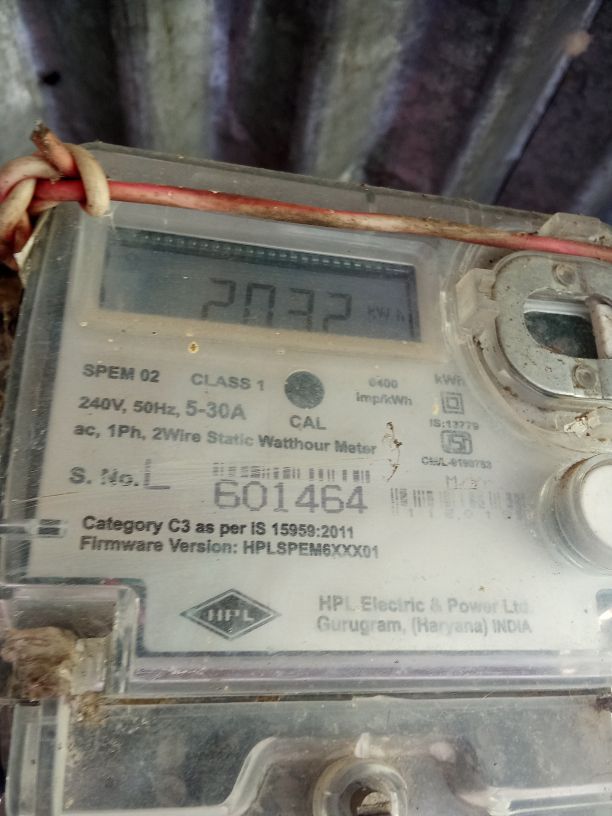 2032 kWh
SPEM 02 CLASS 1 6400 imp/kWh kWh
240V, 50Hz, 5-30A CAL IS:13779
ac, 1Ph, 2Wire Static Watthour Meter
S. No. L 601464
Category C3 as per IS 15959:2011
Firmware Version: HPLSPEM6XXX01
HPL
HPL Electric & Power Ltd.
Gurugram, (Haryana) INDIA